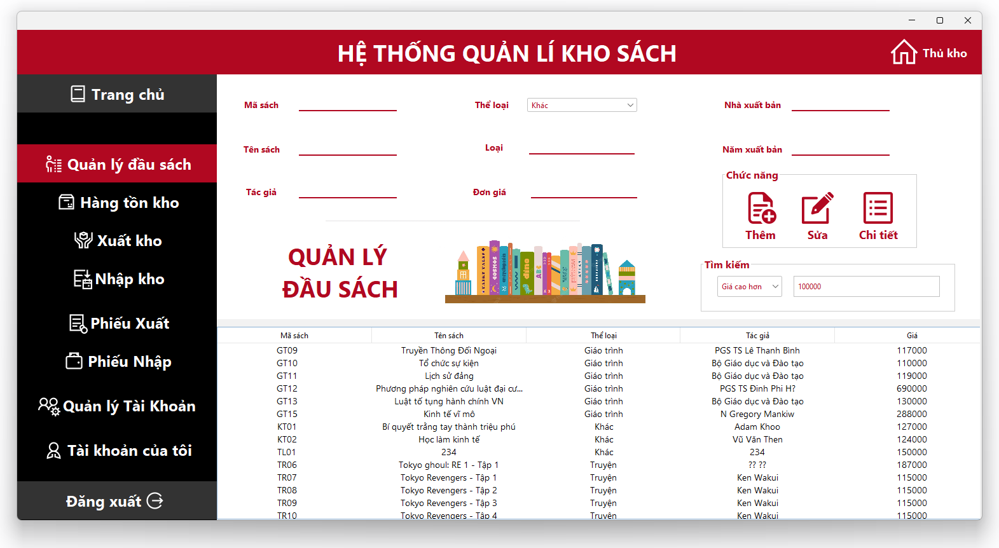 HỆ THỐNG QUẢN LÍ KHO SÁCH
Thủ kho
Trang chủ
Quản lý đầu sách
Hàng tồn kho
Xuất kho
Nhập kho
Phiếu Xuất
Phiếu Nhập
Quản lý Tài Khoản
Tài khoản của tôi
Đăng xuất
Mã sách Thể loại Khác Nhà xuất bản
Tên sách Loại Năm xuất bản
Tác giả Đơn giá
Chức năng
Thêm Sửa Chi tiết
QUẢN LÝ
ĐẦU SÁCH
COSMOS
encyclopedia
dino
ABC
Tìm kiếm
Giá cao hơn 100000
Mã sách Tên sách Thể loại Tác giả Giá
GT09 Truyền Thông Đối Ngoại Giáo trình PGS TS Lê Thanh Bình 117000
GT10 Tổ chức sự kiện Giáo trình Bộ Giáo dục và Đào tạo 110000
GT11 Lịch sử đảng Giáo trình Bộ Giáo dục và Đào tạo 119000
GT12 Phương pháp nghiên cứu luật đại cư... Giáo trình PGS TS Đinh Phi H? 690000
GT13 Luật tố tụng hành chính VN Giáo trình Bộ Giáo dục và Đào tạo 130000
GT15 Kinh tế vĩ mô Giáo trình N Gregory Mankiw 288000
KT01 Bí quyết trắng tay thành triệu phú Khác Adam Khoo 127000
KT02 Học làm kinh tế Khác Vũ Văn Then 124000
TL01 234 Khác 234 150000
TR06 Tokyo ghoul: RE 1 - Tập 1 Truyện ?? ?? 187000
TR07 Tokyo Revengers - Tập 1 Truyện Ken Wakui 115000
TR08 Tokyo Revengers - Tập 2 Truyện Ken Wakui 115000
TR09 Tokyo Revengers - Tập 3 Truyện Ken Wakui 115000
TR10 Tokyo Revengers - Tập 4 Truyện Ken Wakui 115000